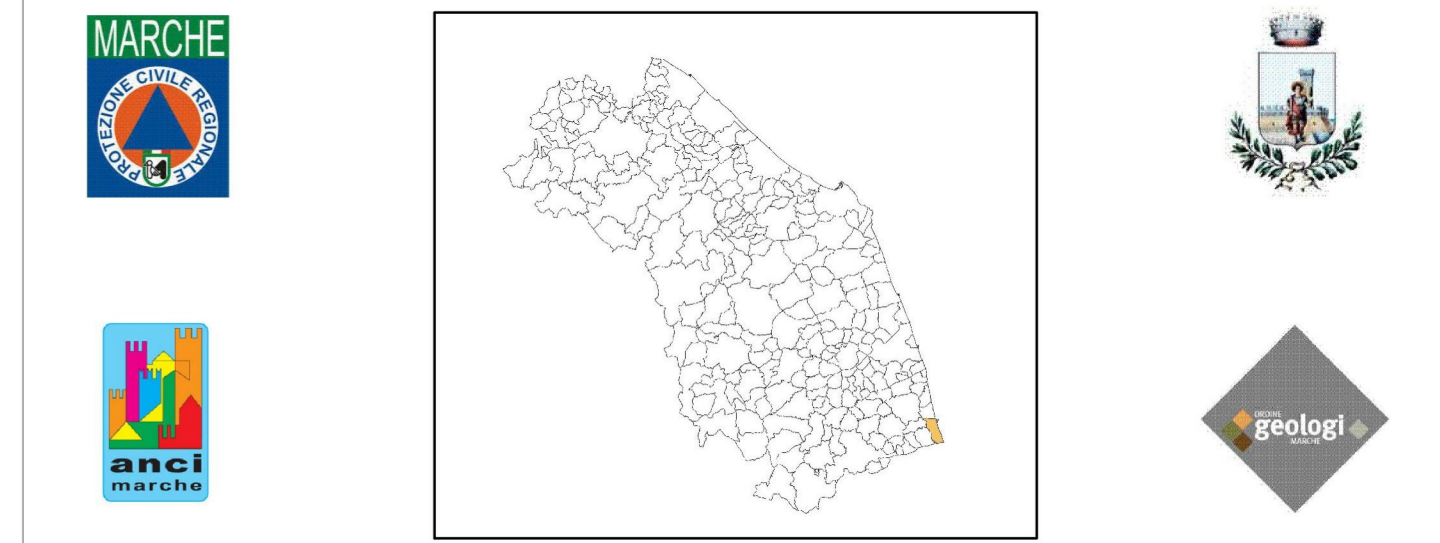 MARCHE
PROTEZIONE CIVILE REGIONALE
anci
marche
ORDINE
geologi
MARCHE